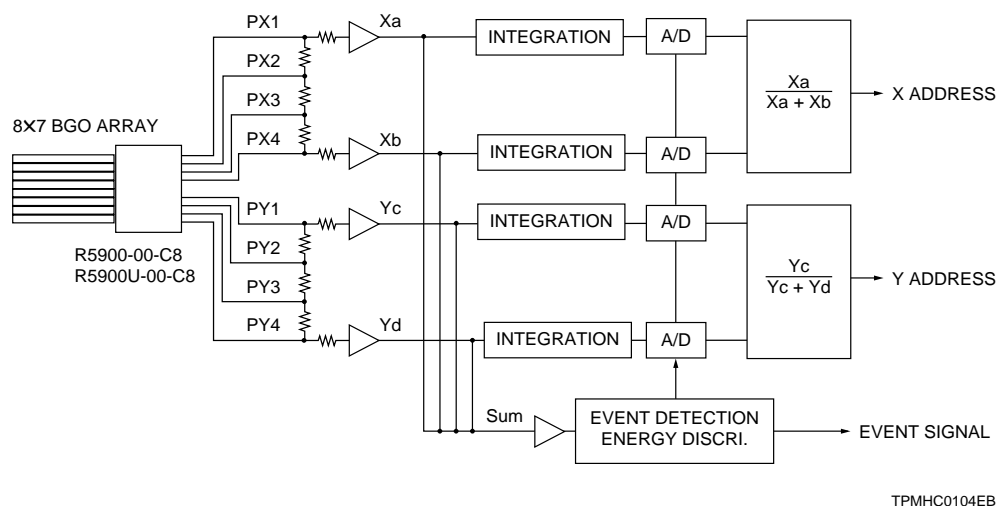 PX1
Xa
INTEGRATION
A/D
PX2
Xa
Xa + Xb
X ADDRESS
PX3
8X7 BGO ARRAY
PX4
Xb
INTEGRATION
A/D
PY1
Yc
INTEGRATION
A/D
R5900-00-C8
R5900U-00-C8
PY2
Yc
Yc + Yd
Y ADDRESS
PY3
PY4
Yd
INTEGRATION
A/D
Sum
EVENT DETECTION
ENERGY DISCRI.
EVENT SIGNAL
TPMHC0104EB